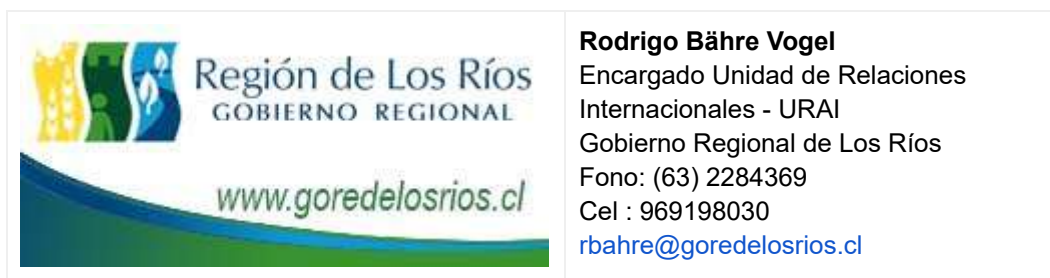 Región de Los Ríos
GOBIERNO REGIONAL
www.goredelosrios.cl
Rodrigo Bähre Vogel
Encargado Unidad de Relaciones
Internacionales - URAI
Gobierno Regional de Los Ríos
Fono: (63) 2284369
Cel : 969198030
rbahre@goredelosrios.cl